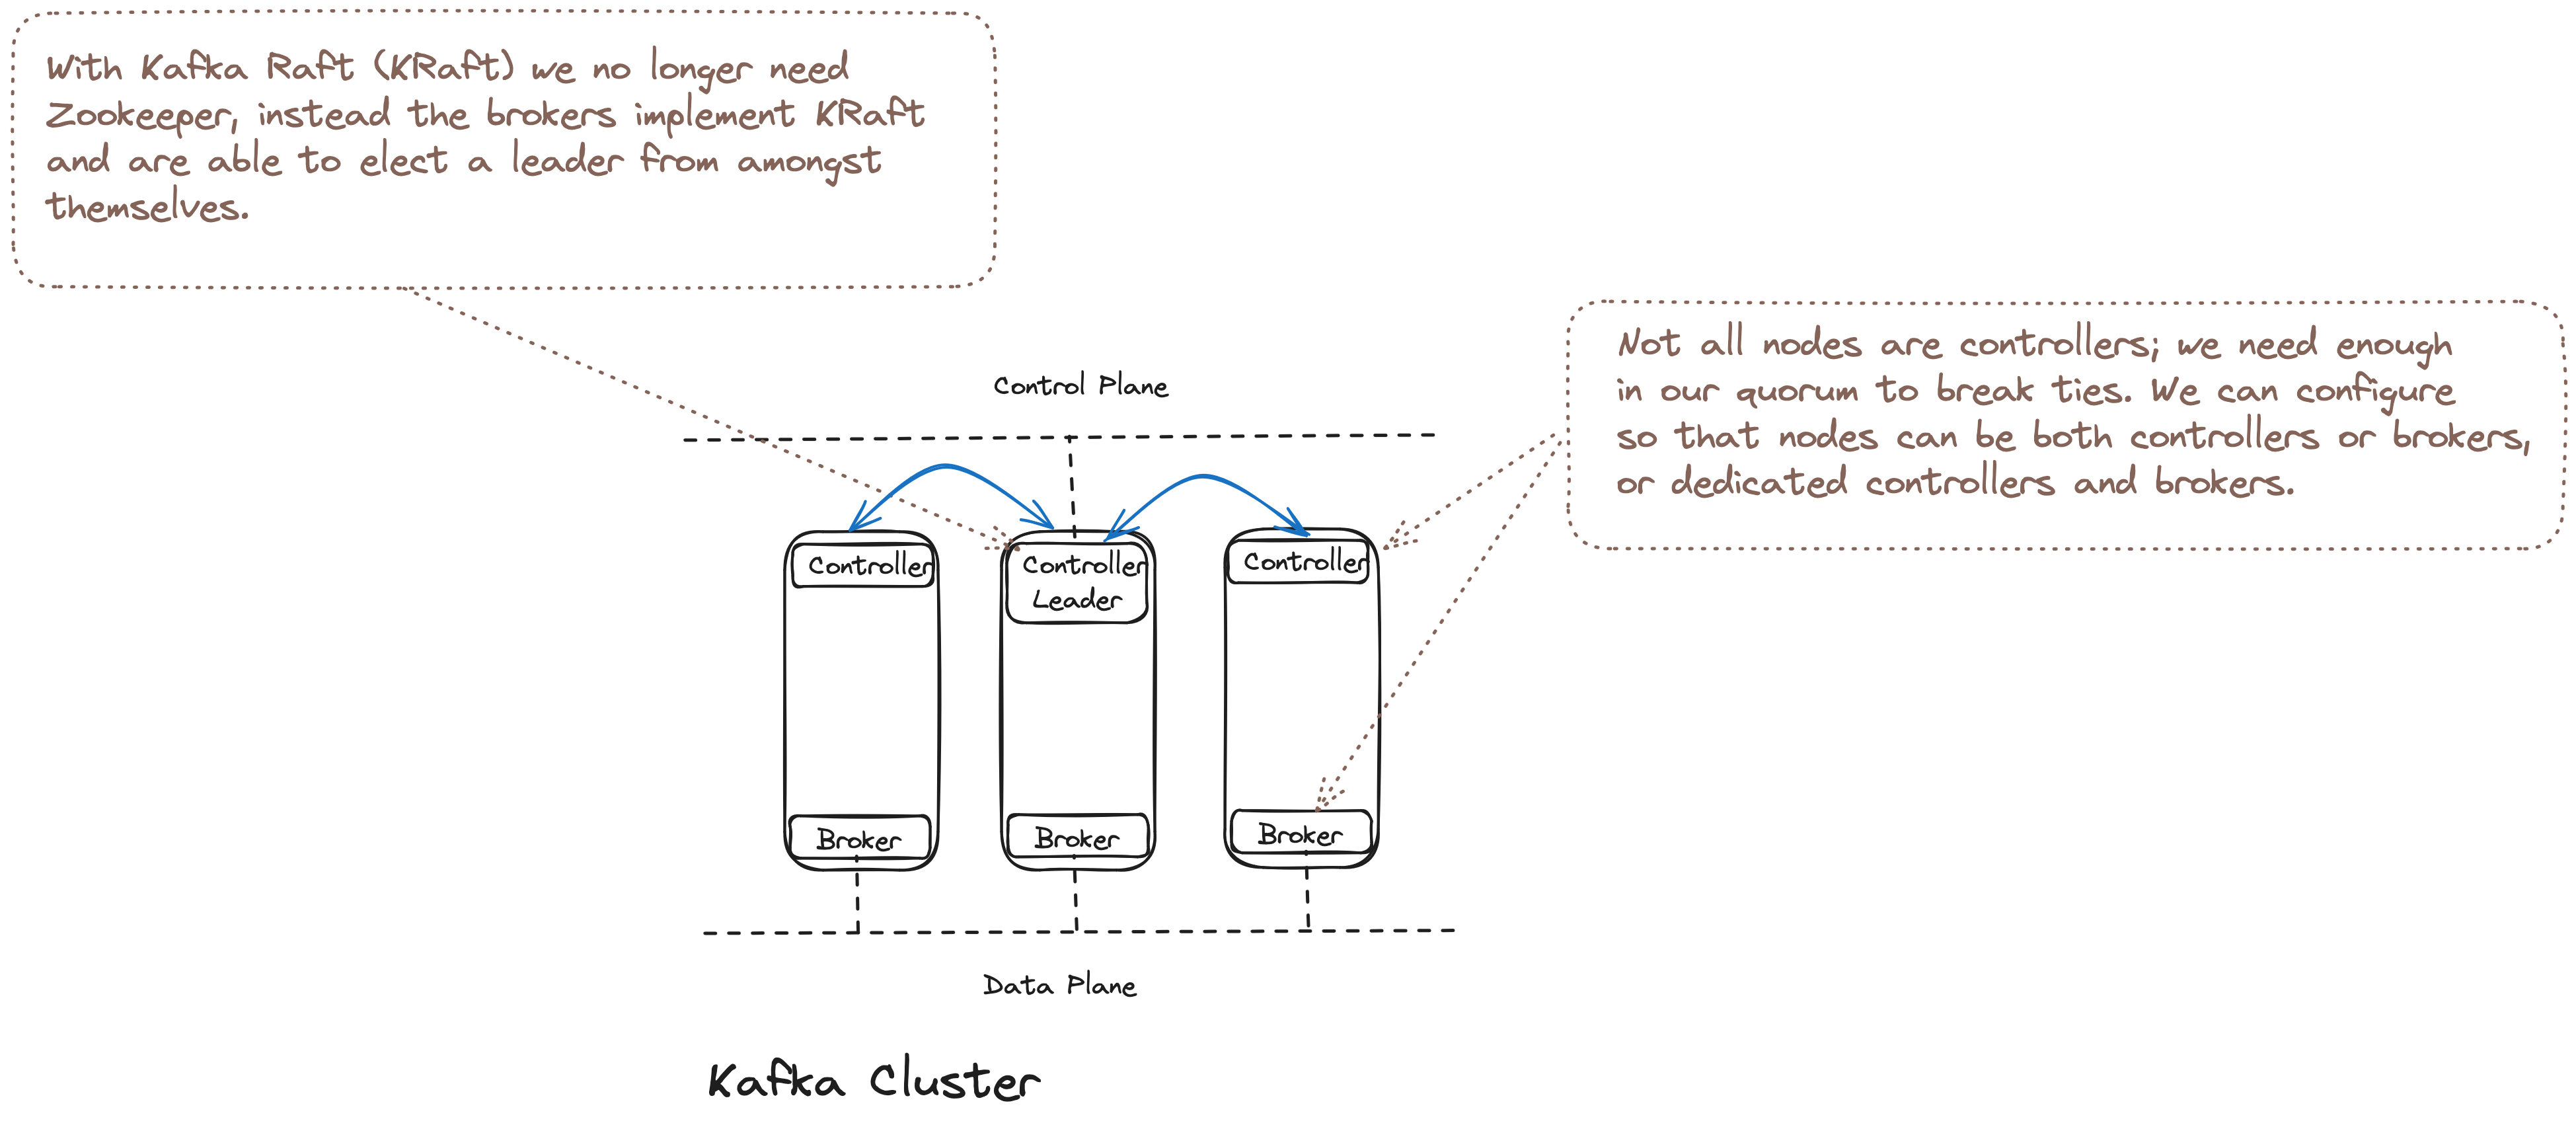 With Kafka Raft (KRaft) we no longer need
Zookeeper, instead the brokers implement KRaft
and are able to elect a leader from amongst
themselves.
Not all nodes are controllers; we need enough
in our quorum to break ties. We can configure
so that nodes can be both controllers or brokers,
or dedicated controllers and brokers.
Control Plane
Controller
Controller
Leader
Controller
Broker
Broker
Broker
Data Plane
Kafka Cluster